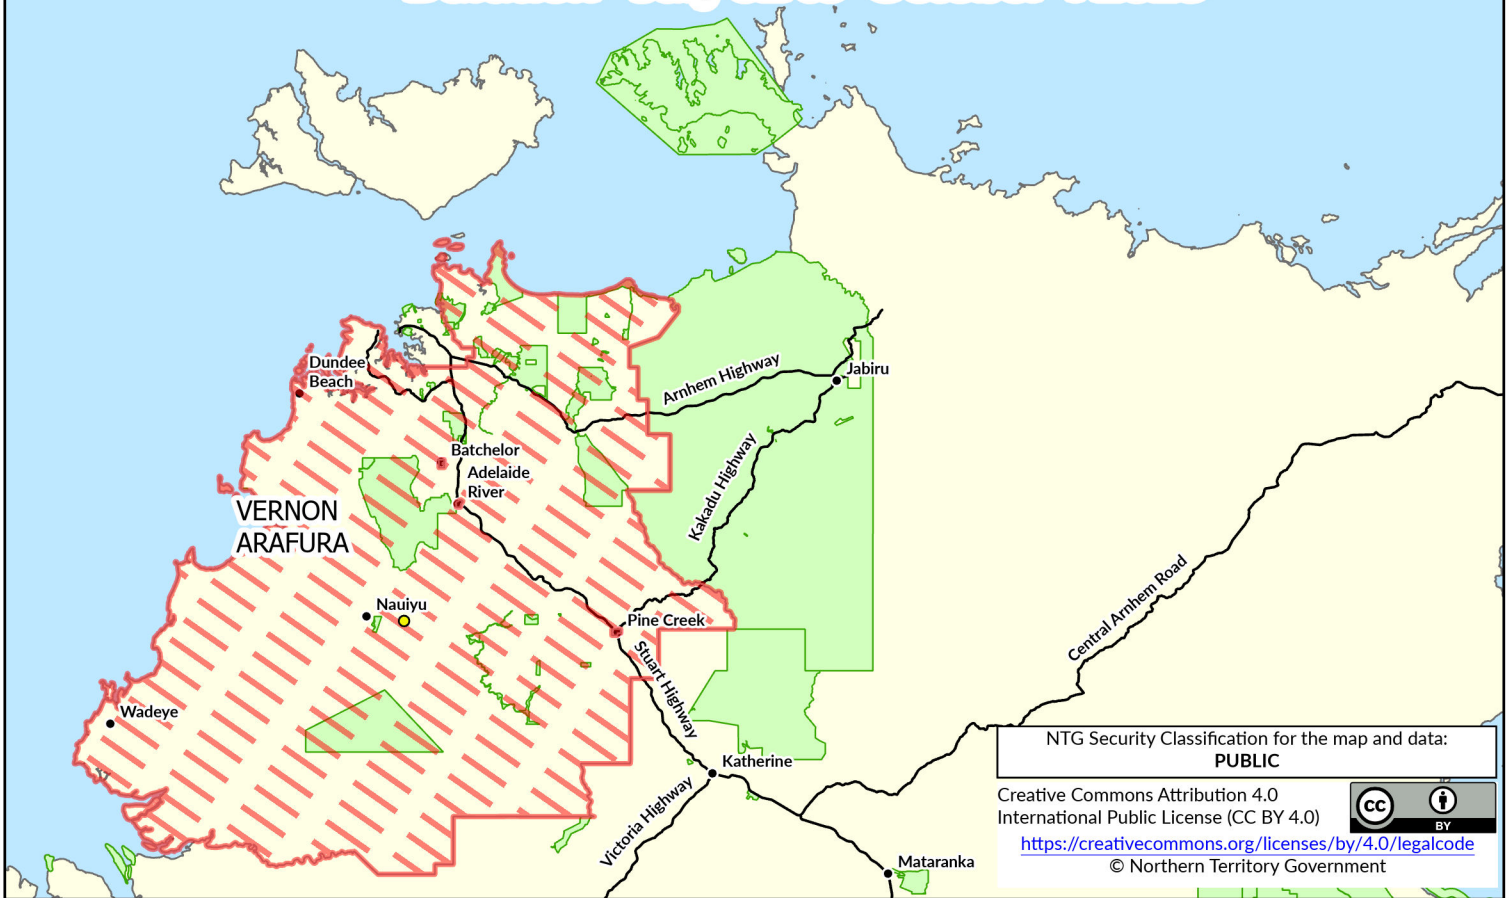 Dundee
Beach
Arnhem Highway
Jabiru
Batchelor
Adelaide
River
Kakadu Highway
VERNON
ARAFURA
Nauiyu
Pine Creek
Stuart Highway
Central Arnhem Road
Wadeye
Katherine
Victoria Highway
Mataranka
NTG Security Classification for the map and data:
PUBLIC
Creative Commons Attribution 4.0
International Public License (CC BY 4.0)
cc
BY
https://creativecommons.org/licenses/by/4.0/legalcode
© Northern Territory Government